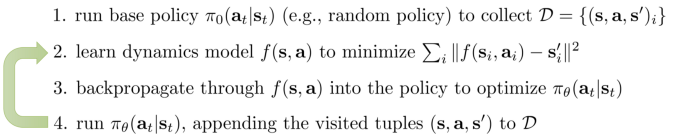 1. run base policy π₀(aₜ|sₜ) (e.g., random policy) to collect 𝒟 = {(s, a, s′)ᵢ}
2. learn dynamics model f(s, a) to minimize ∑ᵢ ‖f(sᵢ, aᵢ) − s′ᵢ‖²
3. backpropagate through f(s, a) into the policy to optimize π_θ(aₜ|sₜ)
4. run π_θ(aₜ|sₜ), appending the visited tuples (s, a, s′) to 𝒟